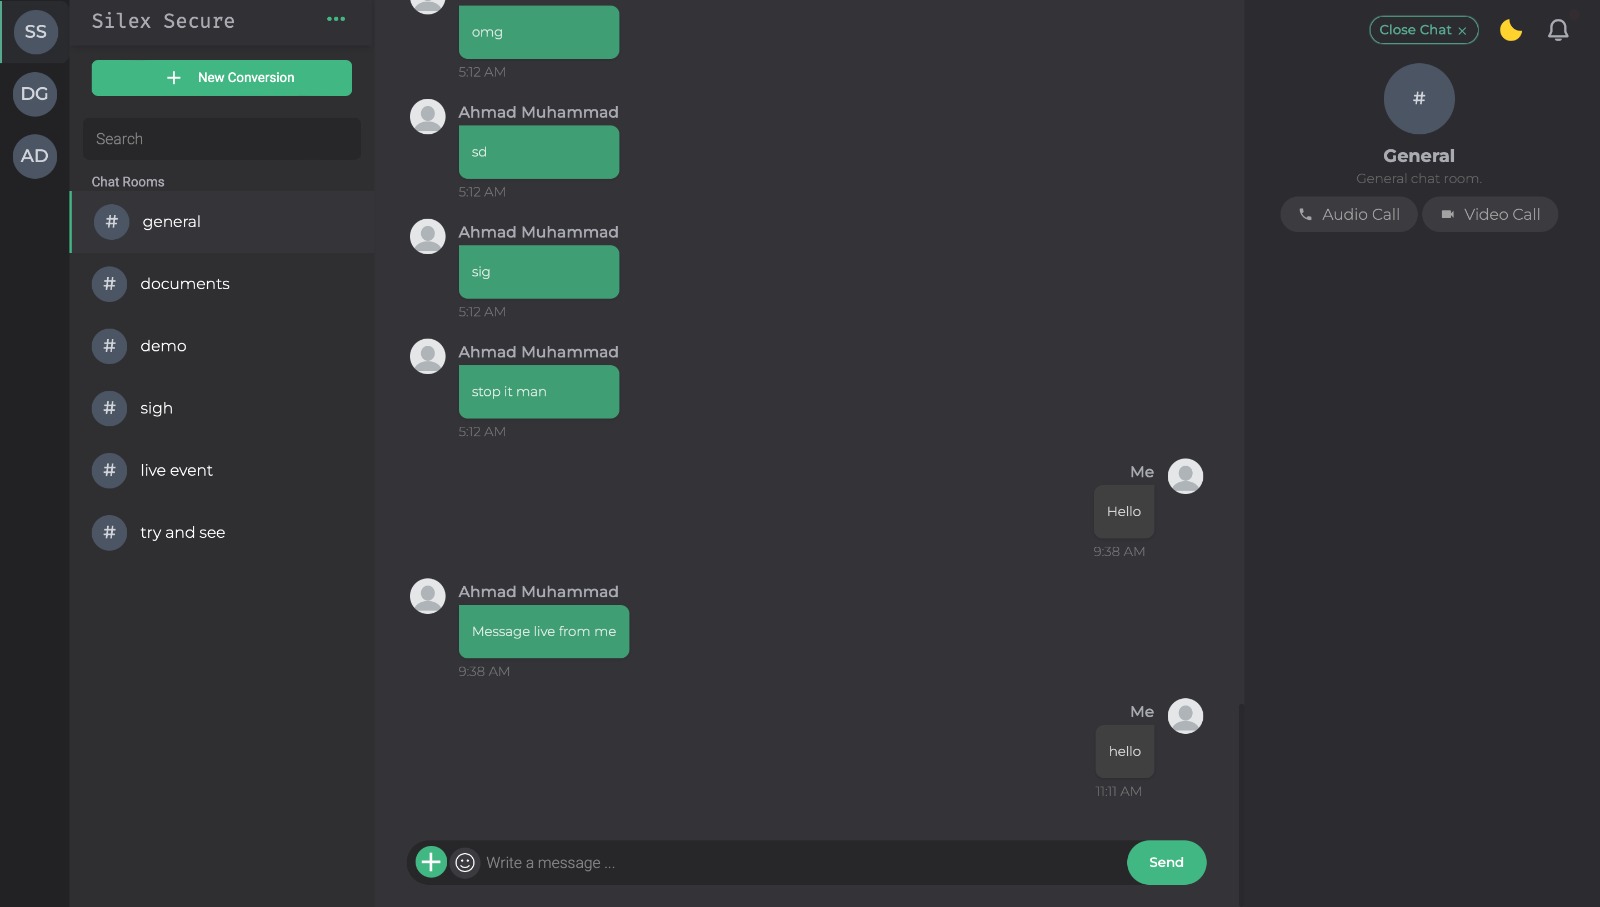 SS
DG
AD
Silex Secure
New Conversion
Search
Chat Rooms
# general
# documents
# demo
# sigh
# live event
# try and see
omg
5:12 AM
Ahmad Muhammad
sd
5:12 AM
Ahmad Muhammad
sig
5:12 AM
Ahmad Muhammad
stop it man
5:12 AM
Me
Hello
9:38 AM
Ahmad Muhammad
Message live from me
9:38 AM
Me
hello
11:11 AM
Write a message ...
Send
Close Chat ×
#
General
General chat room.
Audio Call
Video Call